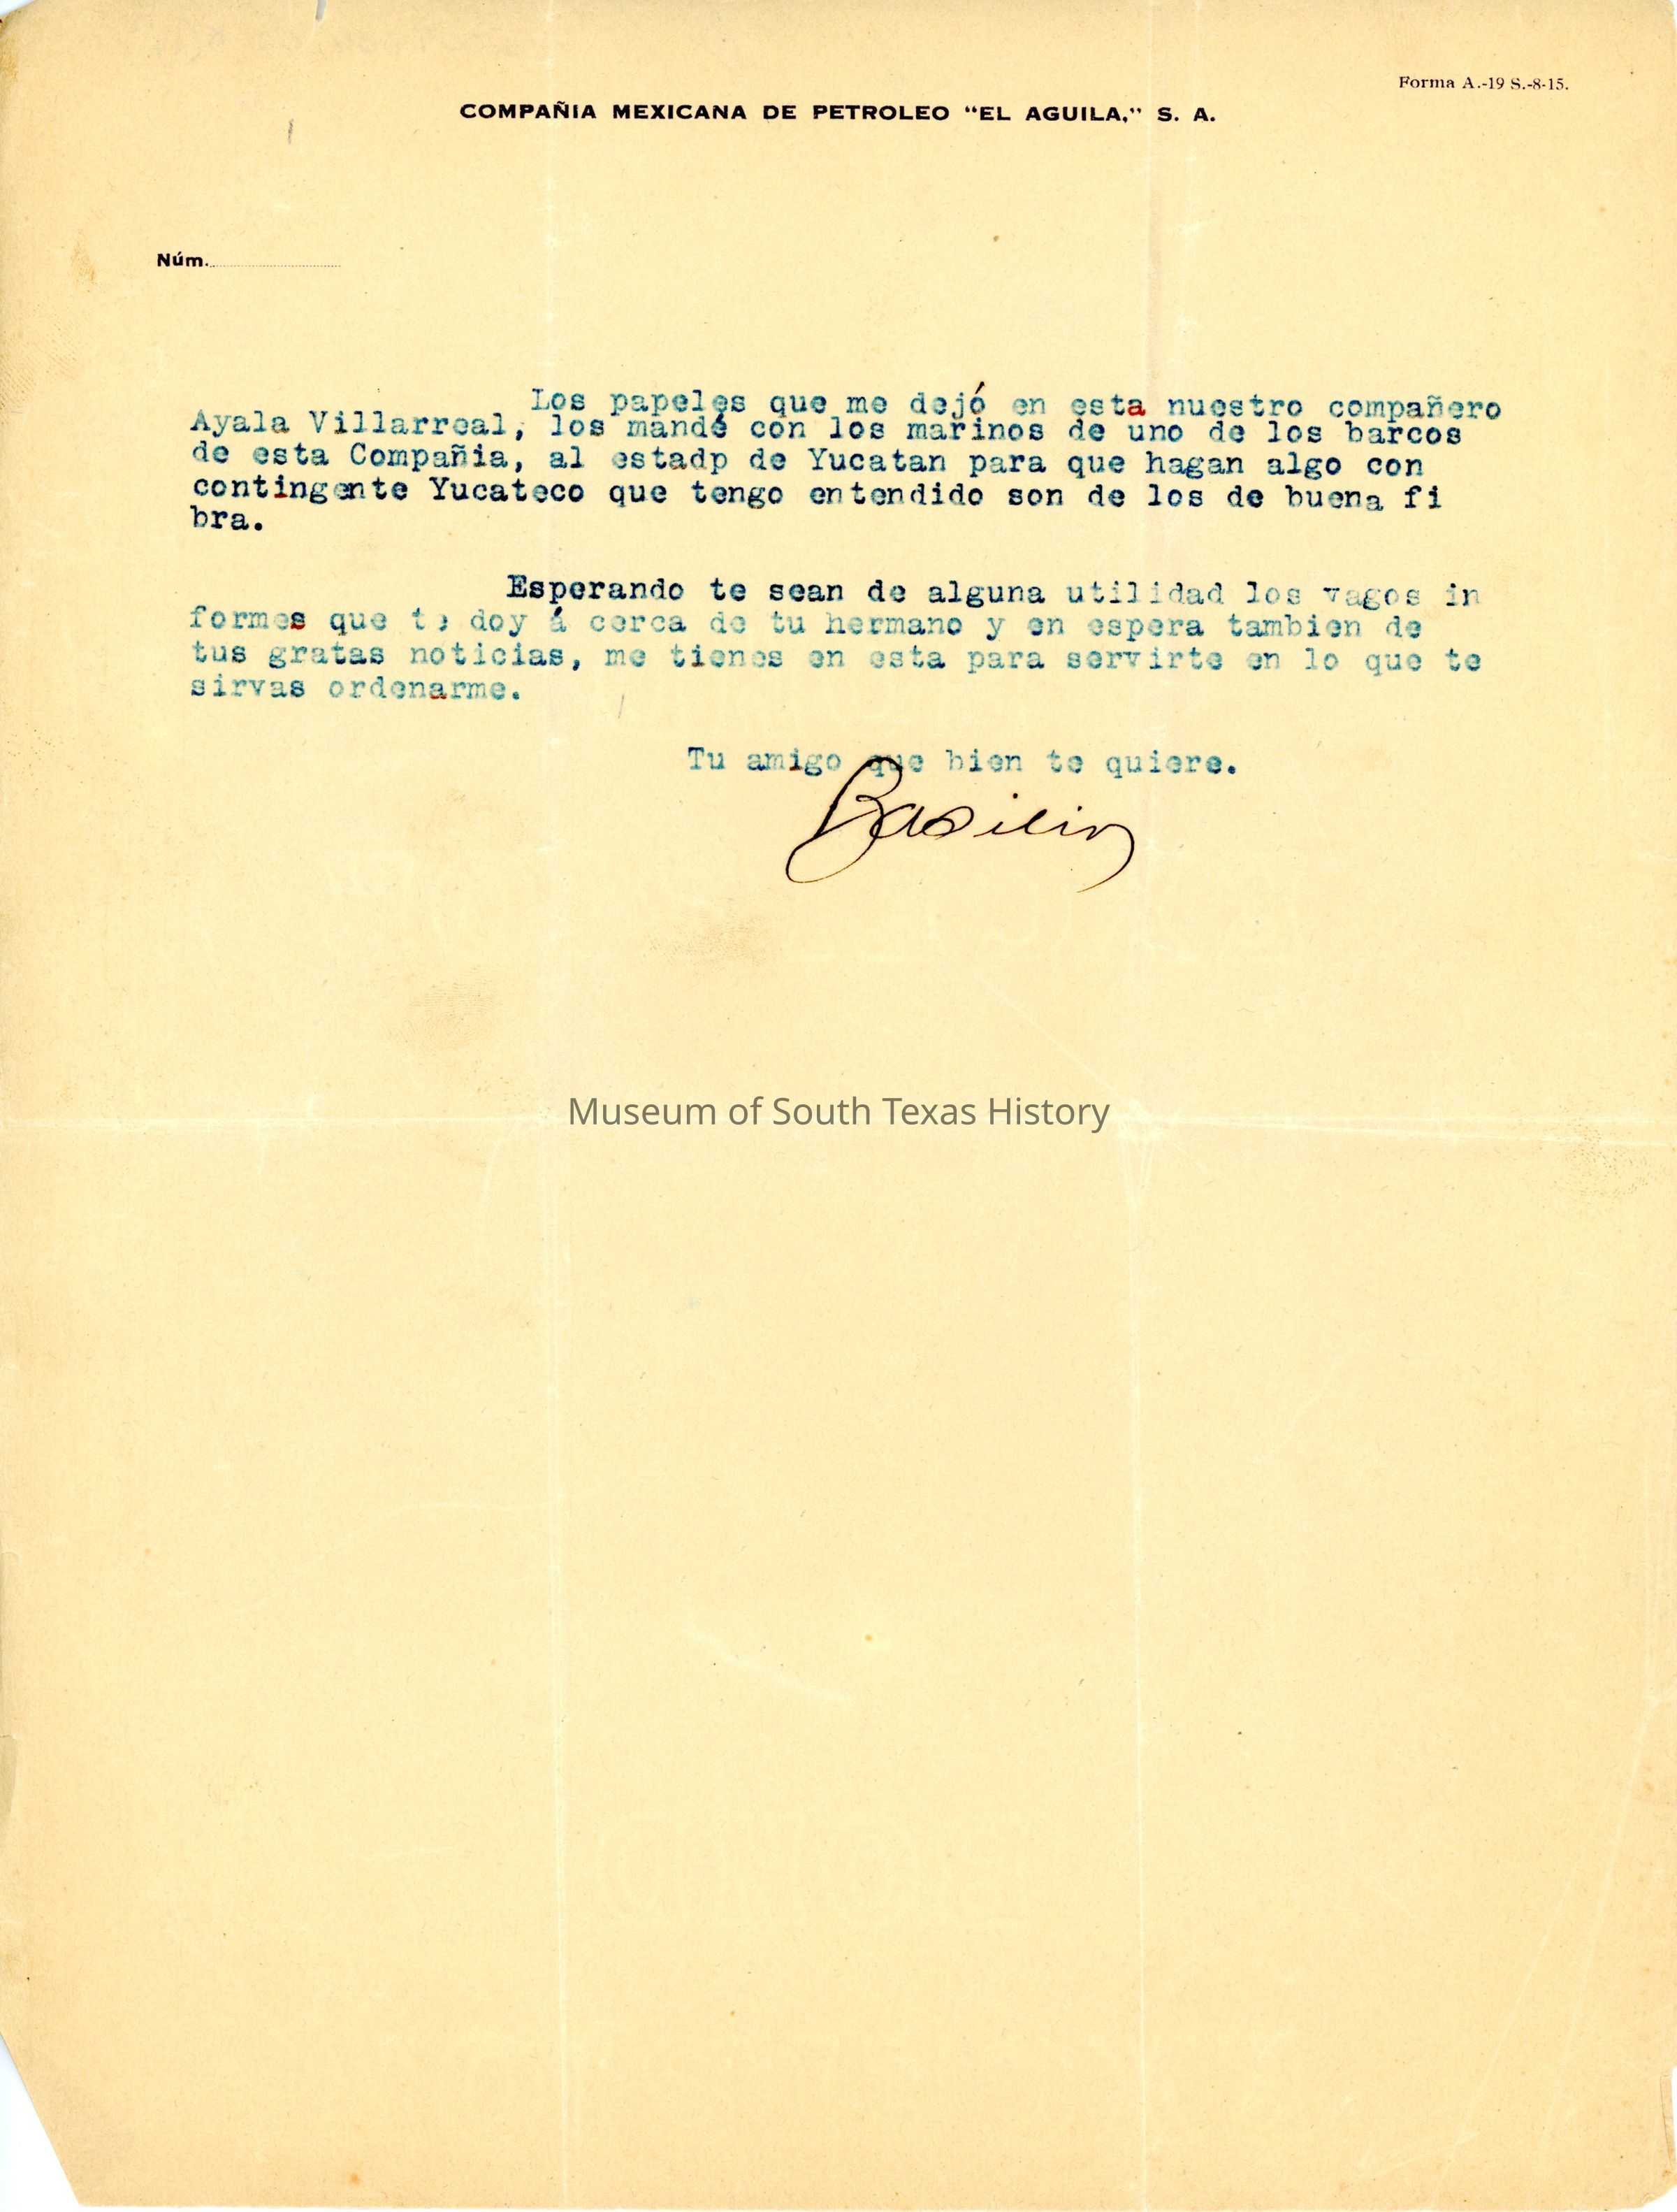 Forma A.-19 S.-8-15.
COMPAÑIA MEXICANA DE PETROLEO “EL AGUILA,” S. A.
Núm.
Los papeles que me dejó en esta nuestro compañero
Ayala Villarreal, los mandé con los marinos de uno de los barcos
de esta Compañia, al estadp de Yucatan para que hagan algo con
contingente Yucateco que tengo entendido son de los de buena fi
bra.
Esperando te sean de alguna utilidad los vagos in
formes que te doy á cerca de tu hermano y en espera tambien de
tus gratas noticias, me tienes en esta para servirte en lo que te
sirvas ordenarme.
Tu amigo que bien te quiere.
Basilio
Museum of South Texas History